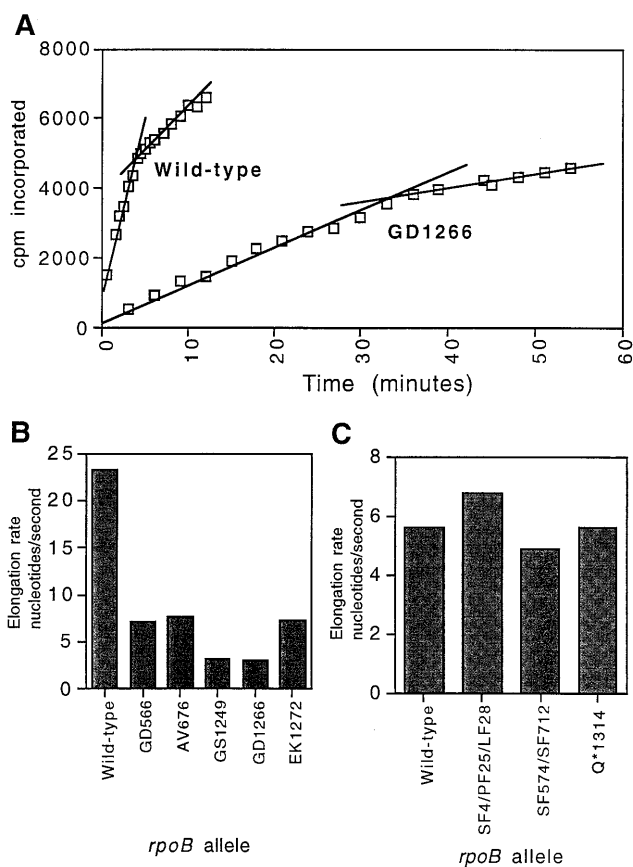 A
8000
6000
4000
2000
0
cpm incorporated
Wild-type
GD1266
0 10 20 30 40 50 60
Time (minutes)
B
25
20
15
10
5
0
Elongation rate
nucleotides/second
Wild-type
GD566
AV676
GS1249
GD1266
EK1272
rpoB allele
C
8
6
4
2
0
Elongation rate
nucleotides/second
Wild-type
SF4/PF25/LF28
SF574/SF712
Q*1314
rpoB allele